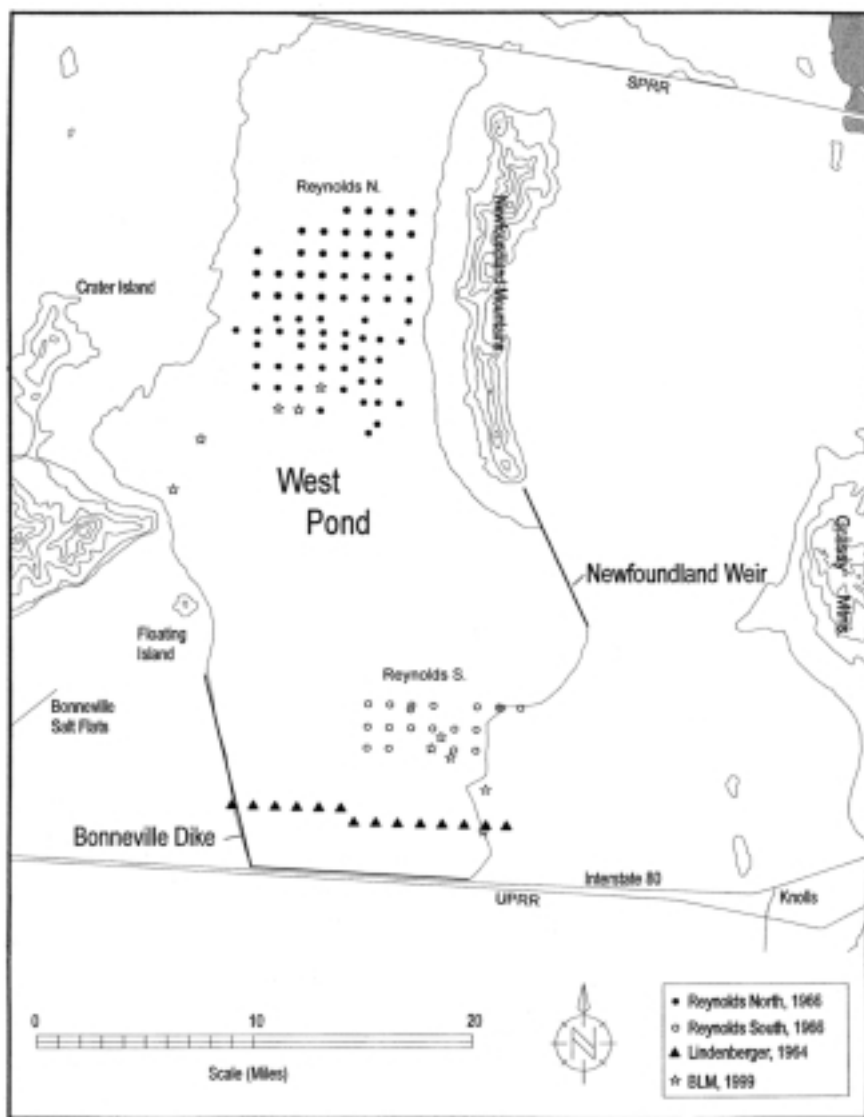 SPRR
Reynolds N.
Newfoundland Mountains
Crater Island
West
Pond
Newfoundland Weir
Grassy Mtns.
Floating
Island
Reynolds S.
Bonneville
Salt Flats
Bonneville Dike
Interstate 80
UPRR
Knolls
0 10 20
Scale (Miles)
N
Reynolds North, 1966
Reynolds South, 1966
Lindenberger, 1964
BLM, 1999